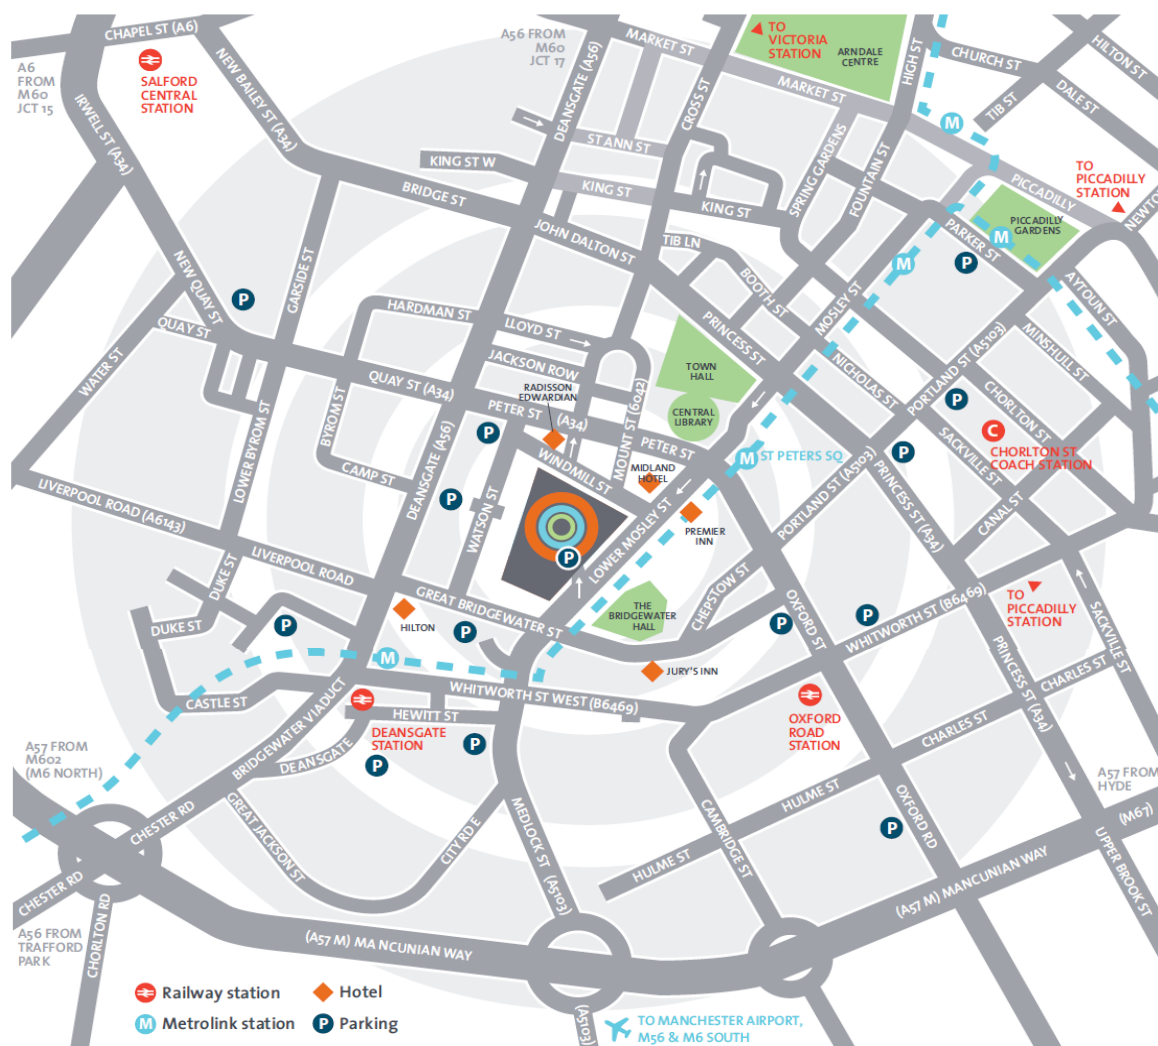 CHAPEL ST (A6)
A6
FROM
M60
JCT 15
SALFORD
CENTRAL
STATION
IRWELL ST (A34)
NEW BAILEY ST (A34)
A56 FROM
M60
JCT 17
DEANSGATE (A56)
MARKET ST
CROSS ST
TO
VICTORIA
STATION
ARNDALE
CENTRE
MARKET ST
HIGH ST
CHURCH ST
HILTON ST
DALE ST
TIB ST
M
ST ANN ST
KING ST W
KING ST
KING ST
SPRING GARDENS
FOUNTAIN ST
PICCADILLY
TO
PICCADILLY
STATION
NEWTO
BRIDGE ST
JOHN DALTON ST
TIB LN
BOOTH ST
MOSLEY ST
PARKER ST
PICCADILLY
GARDENS
M
M
P
AYTOUN ST
GARSIDE ST
NEW QUAY ST
P
QUAY ST
WATER ST
HARDMAN ST
LLOYD ST
JACKSON ROW
PRINCESS ST
TOWN
HALL
CENTRAL
LIBRARY
NICHOLAS ST
PORTLAND ST (A5103)
MINSHULL ST
CHORLTON ST
P
QUAY ST (A34)
RADISSON
EDWARDIAN
PETER ST
(A34)
PETER ST
MOUNT ST (6042)
BYROM ST
LOWER BYROM ST
CAMP ST
DEANSGATE (A56)
P
P
WATSON ST
WINDMILL ST
MIDLAND
HOTEL
M
ST PETERS SQ
P
C
CHORLTON ST
COACH STATION
SACKVILLE ST
CANAL ST
PORTLAND ST (A5103)
PRINCESS ST (A34)
LIVERPOOL ROAD (A6143)
LIVERPOOL ROAD
DUKE ST
DUKE ST
P
P
LOWER MOSLEY ST
PREMIER
INN
GREAT BRIDGEWATER ST
HILTON
P
THE
BRIDGEWATER
HALL
CHEPSTOW ST
OXFORD ST
P
P
WHITWORTH ST (B6469)
TO
PICCADILLY
STATION
SACKVILLE ST
M
JURY'S INN
CASTLE ST
WHITWORTH ST WEST (B6469)
HEWITT ST
DEANSGATE
STATION
OXFORD
ROAD
STATION
PRINCESS ST (A34)
CHARLES ST
CHARLES ST
A57 FROM
M602
(M6 NORTH)
BRIDGEWATER VIADUCT
DEANSGATE
P
P
CHESTER RD
GREAT JACKSON ST
CITY RD E
MEDLOCK ST
(A5103)
CAMBRIDGE ST
HULME ST
HULME ST
OXFORD RD
P
A57 FROM
HYDE
(M67)
UPPER BROOK ST
(A57 M) MANCUNIAN WAY
CHESTER RD
CHORLTON RD
A56 FROM
TRAFFORD
PARK
(A57 M) MANCUNIAN WAY
(A5103)
Railway station
Hotel
M Metrolink station
P Parking
TO MANCHESTER AIRPORT,
M56 & M6 SOUTH